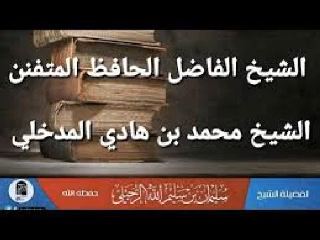 الشيخ الفاضل الحافظ المتفنن
الشيخ محمد بن هادي المدخلي
لفضيلة الشيخ
سليمان بن سليم الله الرحيلي
حفظه الله